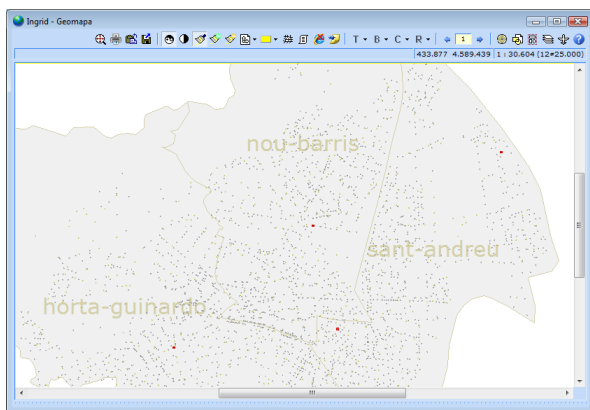 Ingrid - Geomapa
T B C R 1 ?
433.877 4.589.439 1 : 30.604 (12≠25.000)
nou-barris
sant-andreu
horta-guinardo